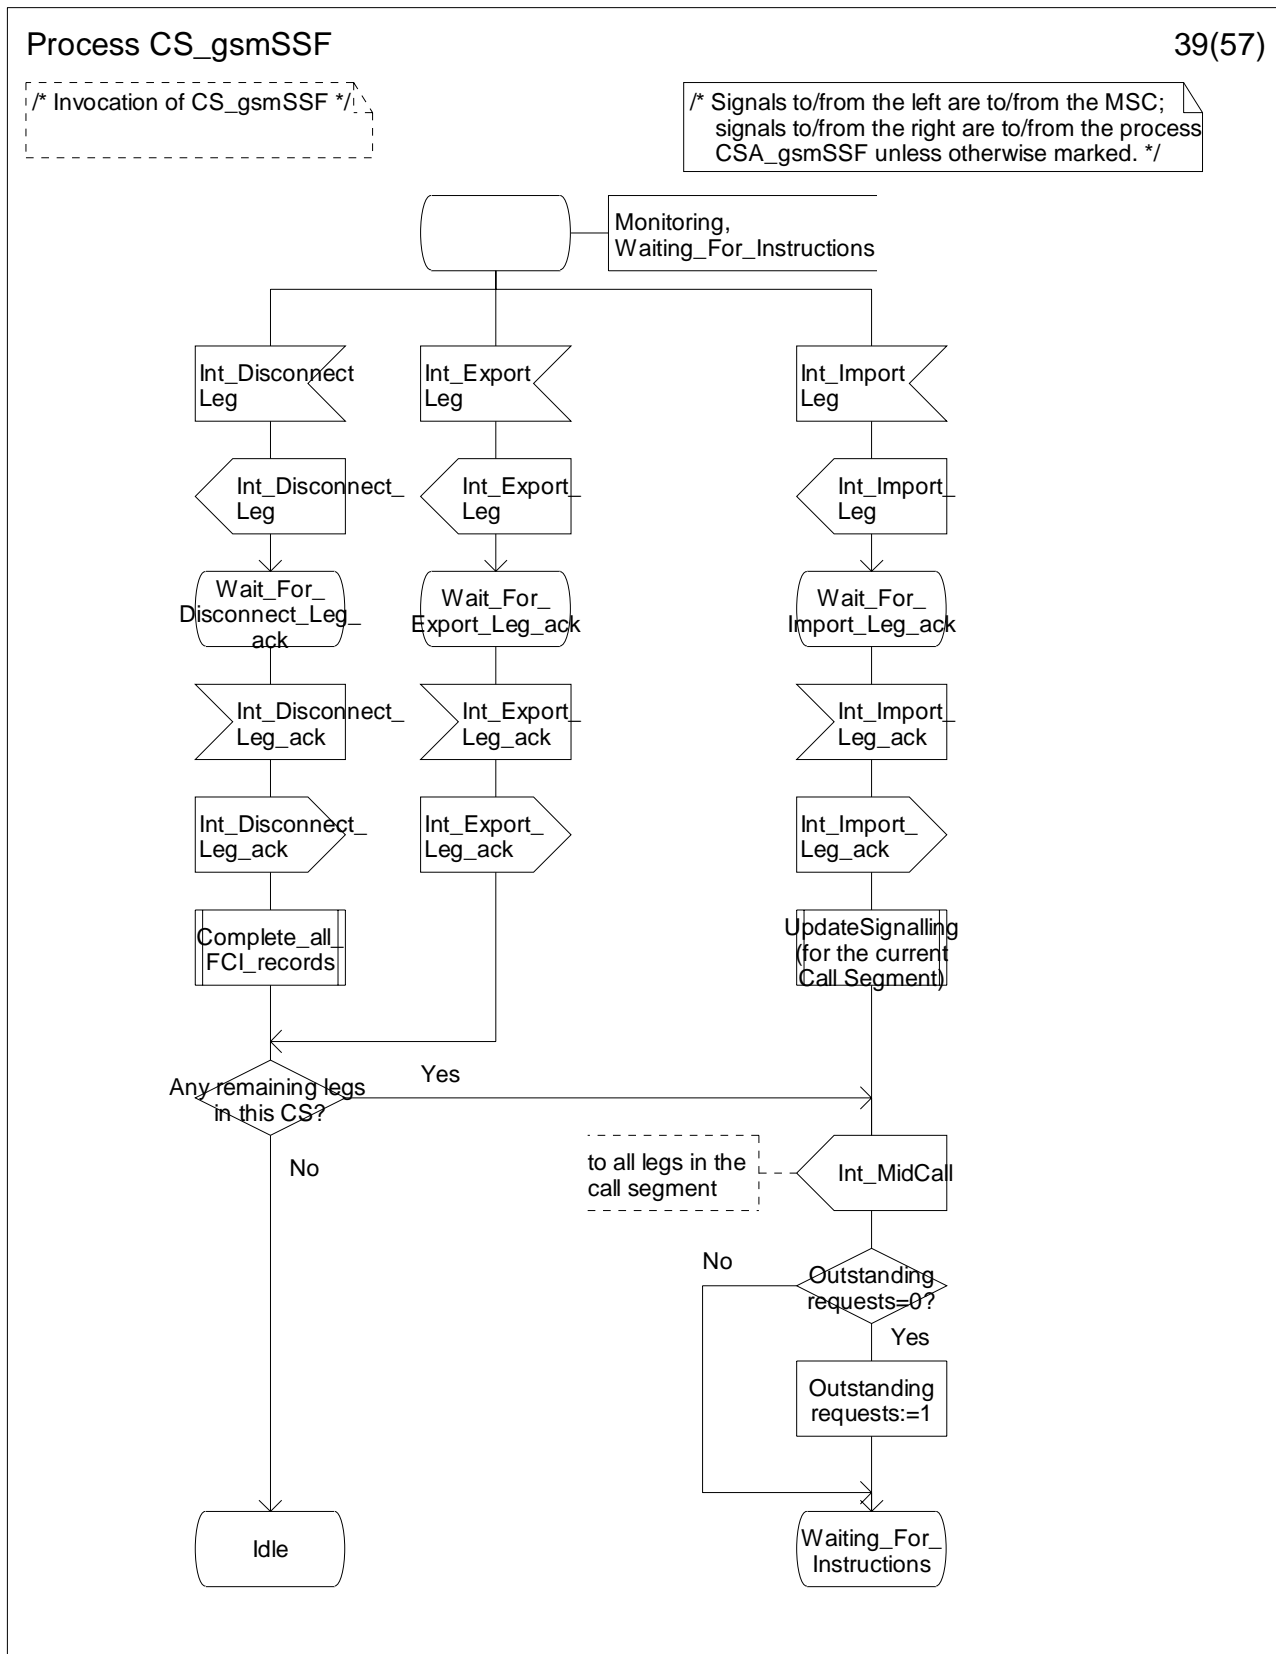 Process CS_gsmSSF
39(57)
/* Invocation of CS_gsmSSF */
/* Signals to/from the left are to/from the MSC;
signals to/from the right are to/from the process
CSA_gsmSSF unless otherwise marked. */
Monitoring,
Waiting_For_Instructions
Int_Disconnect
Leg
Int_Export
Leg
Int_Import
Leg
Int_Disconnect_
Leg
Int_Export_
Leg
Int_Import_
Leg
Wait_For_
Disconnect_Leg_
ack
Wait_For_
Export_Leg_ack
Wait_For_
Import_Leg_ack
Int_Disconnect_
Leg_ack
Int_Export_
Leg_ack
Int_Import_
Leg_ack
Int_Disconnect_
Leg_ack
Int_Export_
Leg_ack
Int_Import_
Leg_ack
Complete_all_
FCI_records
UpdateSignalling
(for the current
Call Segment)
Any remaining legs
in this CS?
Yes
No
to all legs in the
call segment
Int_MidCall
No
Outstanding
requests=0?
Yes
Outstanding
requests:=1
Idle
Waiting_For_
Instructions